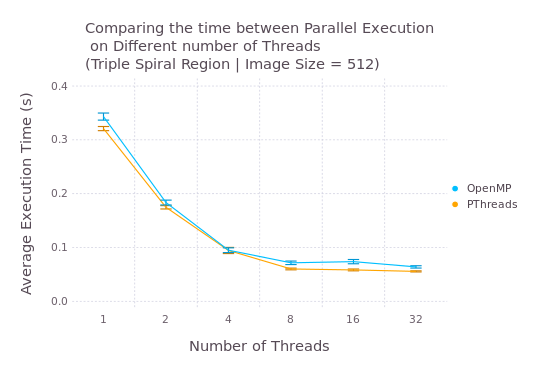 Comparing the time between Parallel Execution
on Different number of Threads
(Triple Spiral Region | Image Size = 512)
Average Execution Time (s)
0.4
0.3
0.2
0.1
0.0
1 2 4 8 16 32
Number of Threads
OpenMP
PThreads